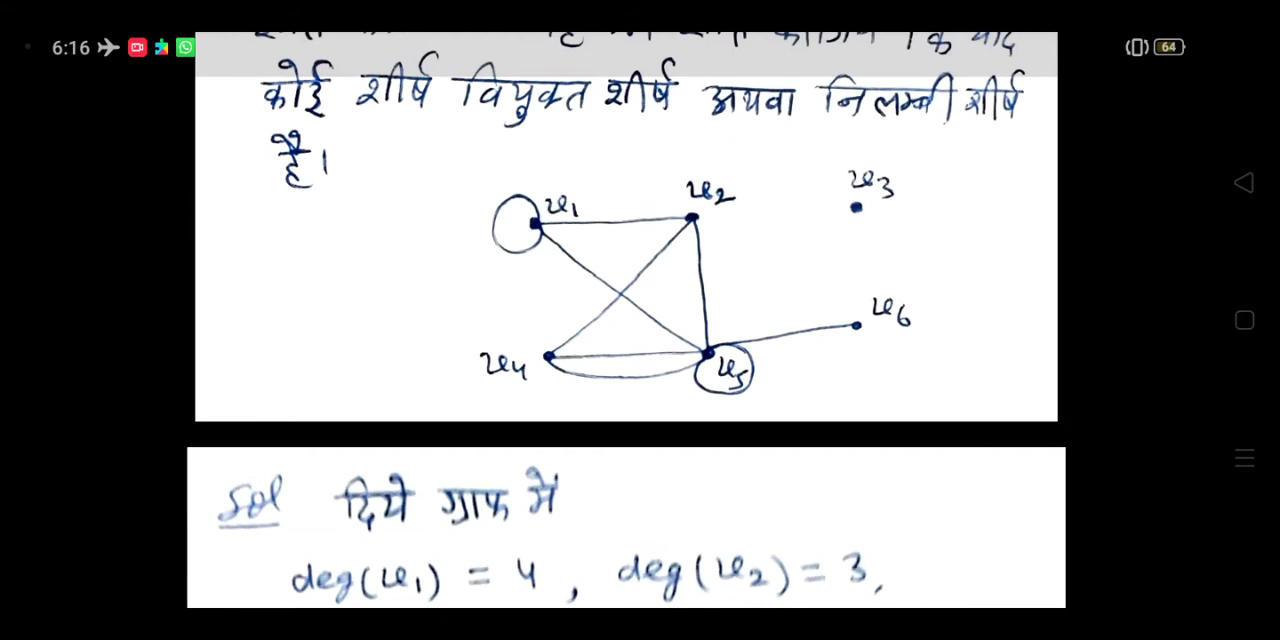 6:16
64
कोई शीर्ष वियुक्त शीर्ष अथवा निलम्बी शीर्ष
है।
v1 v2 v3
v6
v4 v5
Sol दिये ग्राफ में
deg(v1) = 4 , deg(v2) = 3,